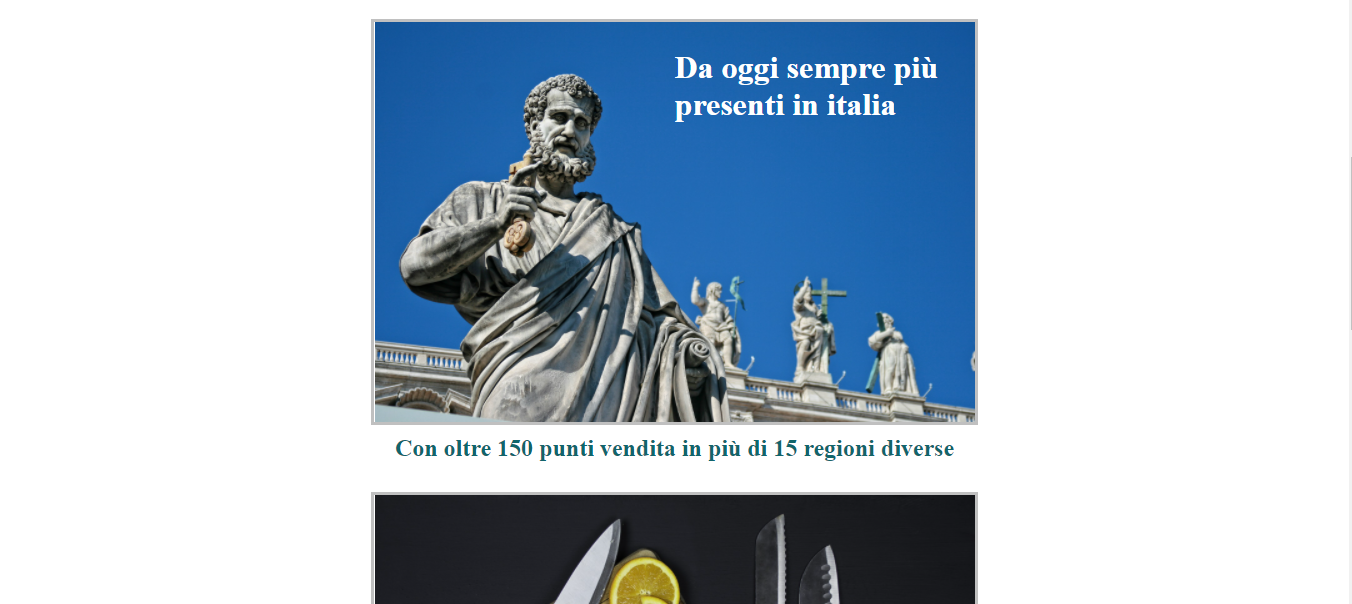 Da oggi sempre più
presenti in italia
Con oltre 150 punti vendita in più di 15 regioni diverse